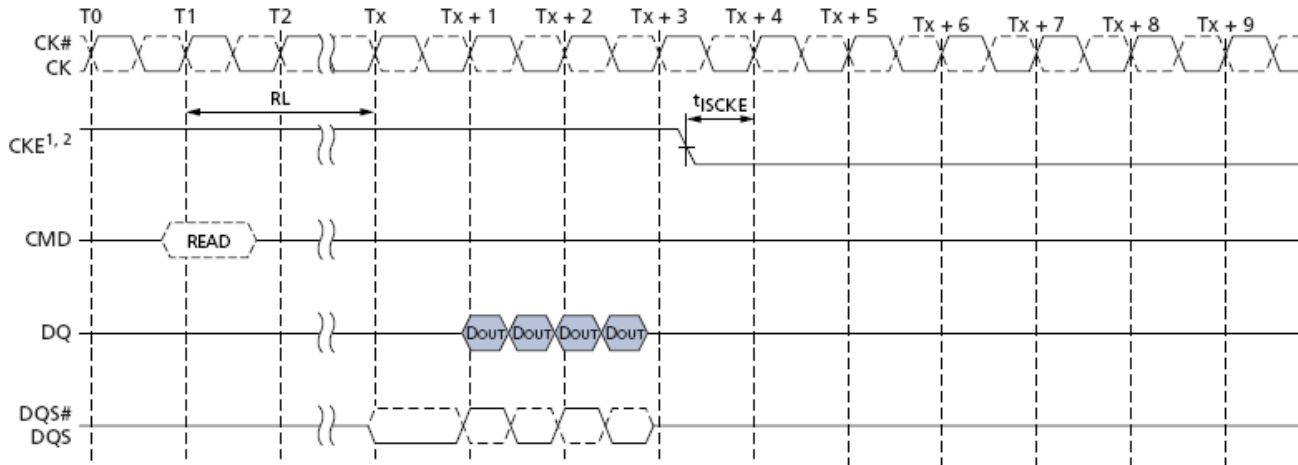 T0 T1 T2 Tx Tx + 1 Tx + 2 Tx + 3 Tx + 4 Tx + 5 Tx + 6 Tx + 7 Tx + 8 Tx + 9
CK#
CK
RL
tISCKE
CKE1, 2
CMD
READ
DQ
DOUT DOUT DOUT DOUT
DQS#
DQS